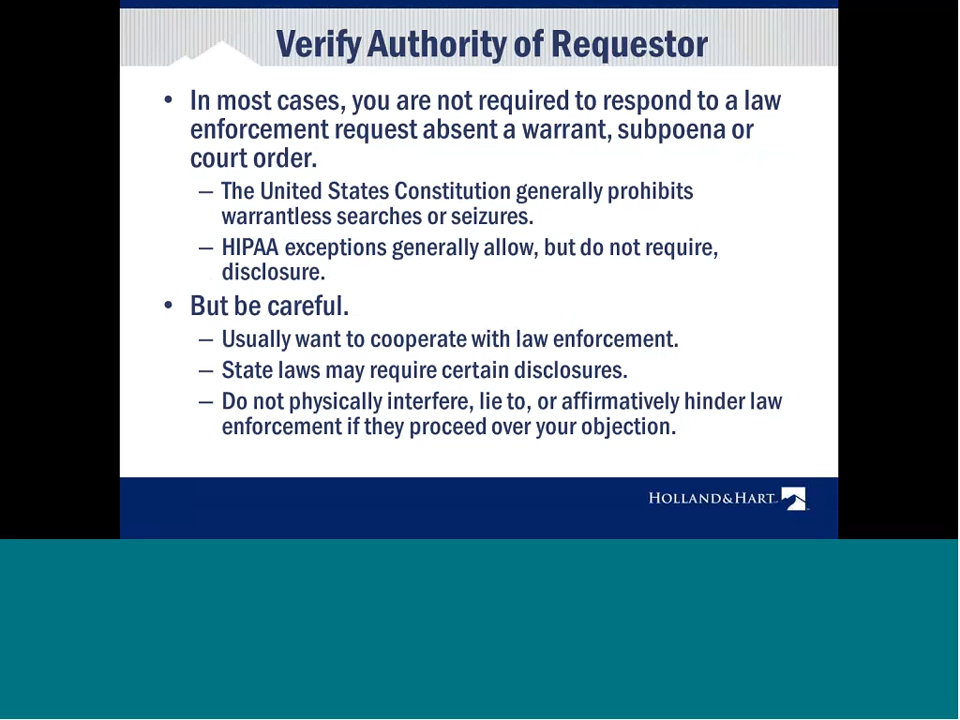 Verify Authority of Requestor
• In most cases, you are not required to respond to a law
enforcement request absent a warrant, subpoena or
court order.
– The United States Constitution generally prohibits
warrantless searches or seizures.
– HIPAA exceptions generally allow, but do not require,
disclosure.
• But be careful.
– Usually want to cooperate with law enforcement.
– State laws may require certain disclosures.
– Do not physically interfere, lie to, or affirmatively hinder law
enforcement if they proceed over your objection.
HOLLAND&HART